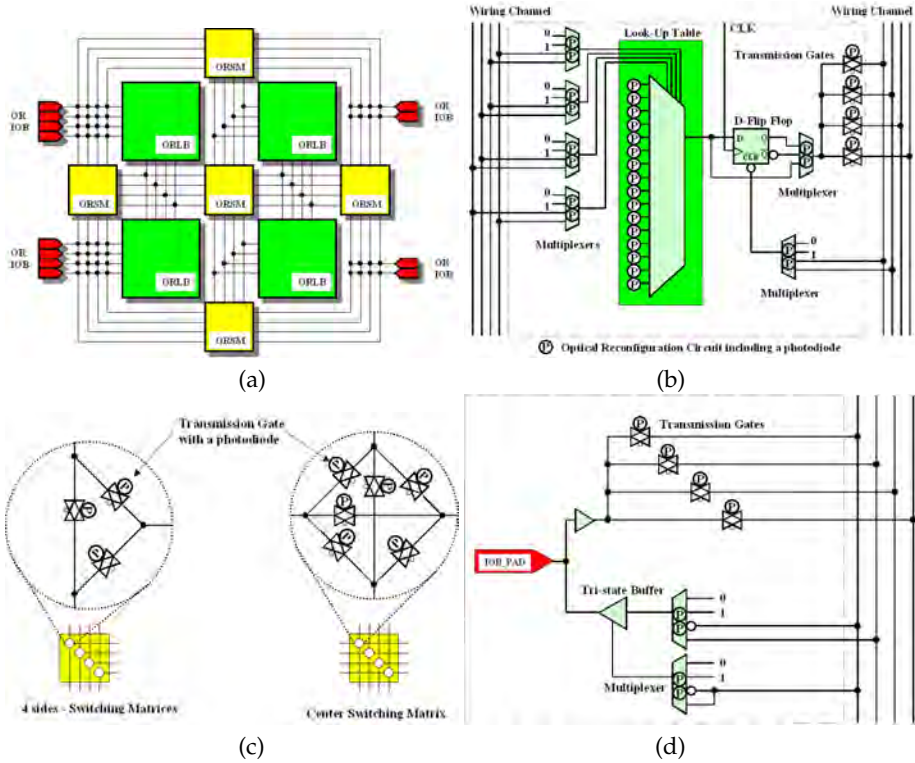 ORSM
OR
IOB
ORLB
ORLB
OR
IOB
ORSM
ORSM
ORSM
OR
IOB
ORLB
ORLB
OR
IOB
ORSM
(a)
Wiring Channel
Wiring Channel
CLK
Look-Up Table
Transmission Gates
0
1
0
1
0
1
0
1
P
D-Flip Flop
D
Q
Q
CLR
Multiplexer
Multiplexers
0
1
Multiplexer
P Optical Reconfiguration Circuit including a photodiode
(b)
Transmission Gate
with a photodiode
P
P
P
P
P
P
P
P
P
4 sides - Switching Matrices
Center Switching Matrix
(c)
Transmission Gates
P
P
P
P
IOB_PAD
Tri-state Buffer
0
1
P
P
Multiplexer
0
1
P
P
(d)